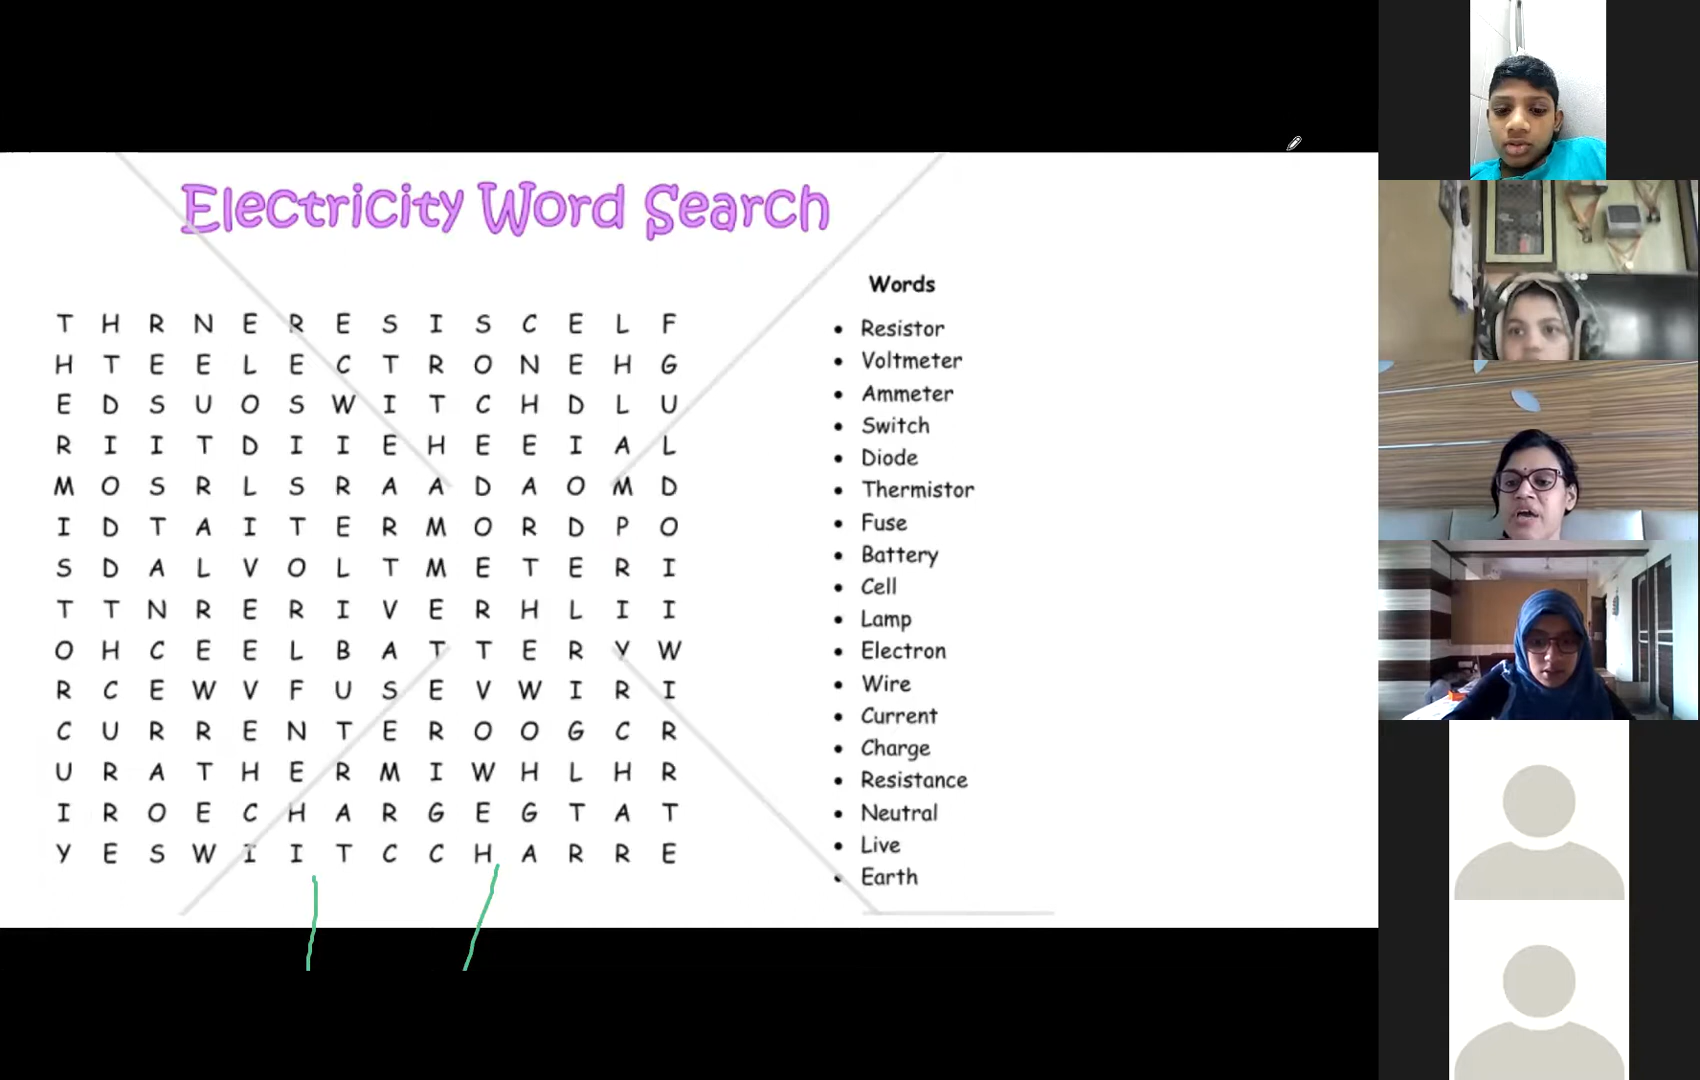 Electricity Word Search
Words
T H R N E R E S I S C E L F
H T E E L E C T R O N E H G
E D S U O S W I T C H D L U
R I I T D I I E H E E I A L
M O S R L S R A A D A O M D
I D T A I T E R M O R D P O
S D A L V O L T M E T E R I
T T N R E R I V E R H L I I
O H C E E L B A T T E R Y W
R C E W V F U S E V W I R I
C U R R E N T E R O O G C R
U R A T H E R M I W H L H R
I R O E C H A R G E G T A T
Y E S W I I T C C H A R R E
• Resistor
• Voltmeter
• Ammeter
• Switch
• Diode
• Thermistor
• Fuse
• Battery
• Cell
• Lamp
• Electron
• Wire
• Current
• Charge
• Resistance
• Neutral
• Live
• Earth